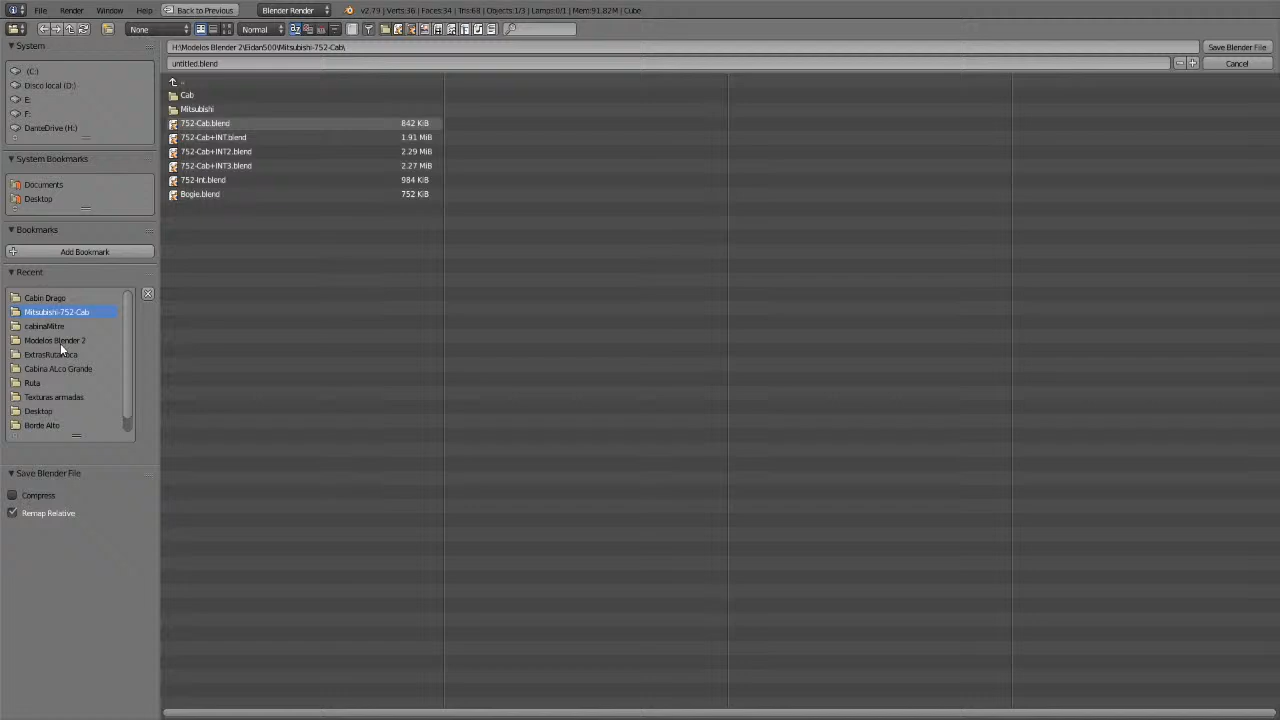 File Render Window Help Back to Previous Blender Render v2.79 | Verts:36 | Faces:34 | Tris:68 | Objects:1/3 | Lamps:0/1 | Mem:91.82M | Cube
None Normal
System
(C:)
Disco local (D:)
E:
F:
DanteDrive (H:)
System Bookmarks
Documents
Desktop
Bookmarks
Add Bookmark
Recent
Cabin Drago
Mitsubishi-752-Cab
cabinaMitre
Modelos Blender 2
Cabina ALco Grande
Ruta
Texturas armadas
Desktop
Borde Alto
Save Blender File
Compress
Remap Relative
H:\Modelos Blender 2\Eidan500\Mitsubishi-752-Cab\
Save Blender File
untitled.blend
Cancel
..
Cab
Mitsubishi
752-Cab.blend 842 KiB
752-Cab+INT.blend 1.91 MiB
752-Cab+INT2.blend 2.29 MiB
752-Cab+INT3.blend 2.27 MiB
752-Int.blend 984 KiB
Bogie.blend 752 KiB